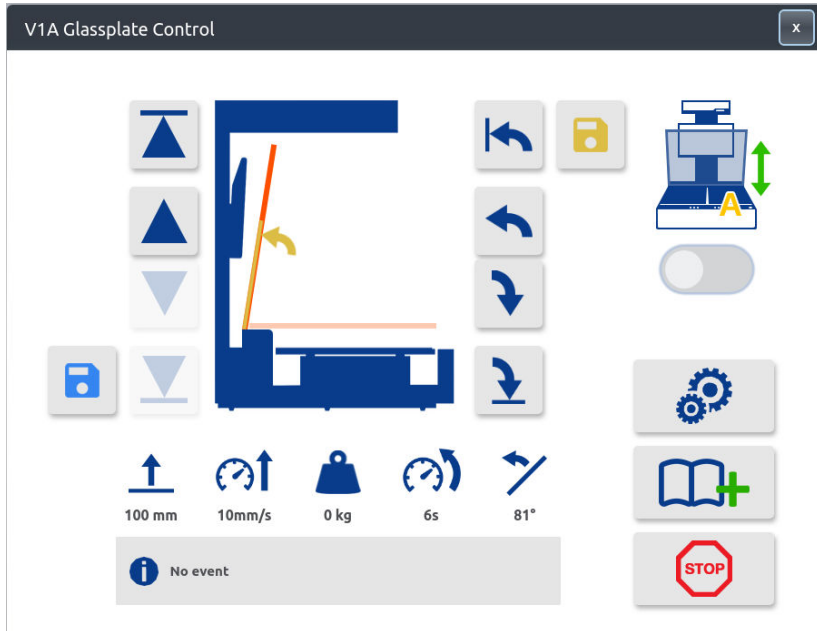 V1A Glassplate Control
x
A
100 mm
10mm/s
0 kg
6s
81°
No event
STOP